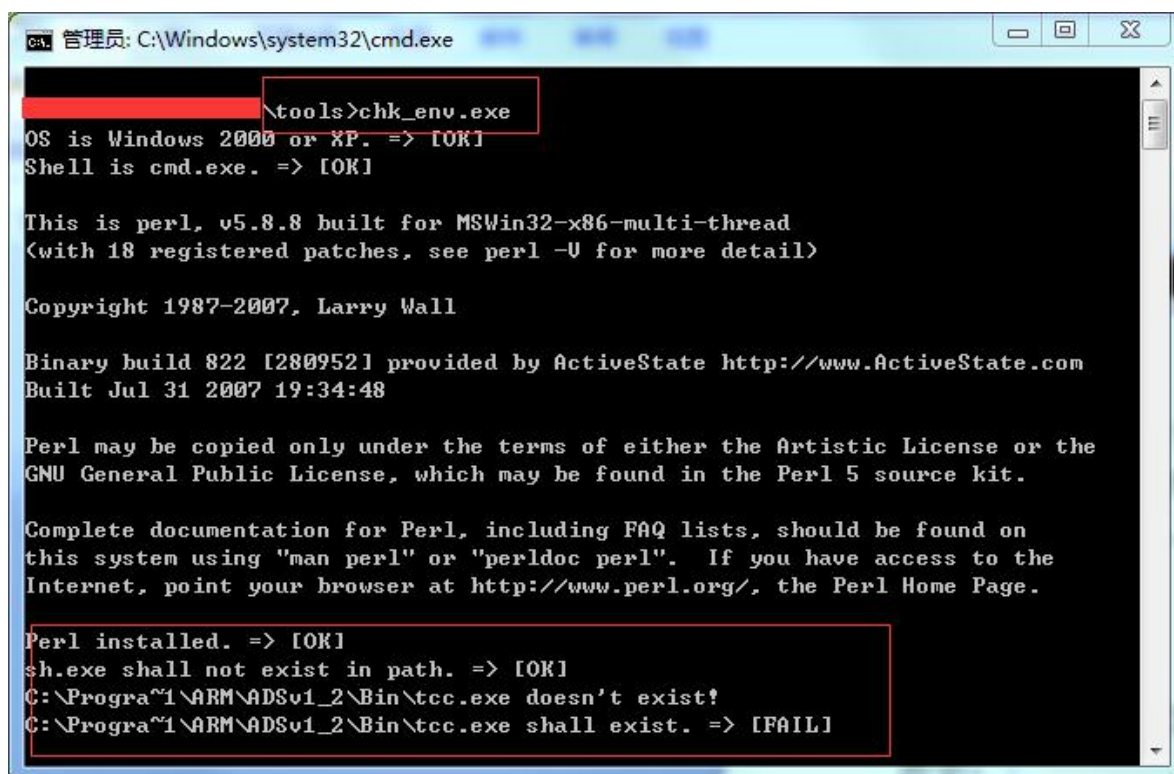 管理员: C:\Windows\system32\cmd.exe
\tools>chk_env.exe
OS is Windows 2000 or XP. => [OK]
Shell is cmd.exe. => [OK]
This is perl, v5.8.8 built for MSWin32-x86-multi-thread
(with 18 registered patches, see perl -V for more detail)
Copyright 1987-2007, Larry Wall
Binary build 822 [280952] provided by ActiveState http://www.ActiveState.com
Built Jul 31 2007 19:34:48
Perl may be copied only under the terms of either the Artistic License or the
GNU General Public License, which may be found in the Perl 5 source kit.
Complete documentation for Perl, including FAQ lists, should be found on
this system using "man perl" or "perldoc perl".  If you have access to the
Internet, point your browser at http://www.perl.org/, the Perl Home Page.
Perl installed. => [OK]
sh.exe shall not exist in path. => [OK]
C:\Progra~1\ARM\ADSv1_2\Bin\tcc.exe doesn't exist!
C:\Progra~1\ARM\ADSv1_2\Bin\tcc.exe shall exist. => [FAIL]